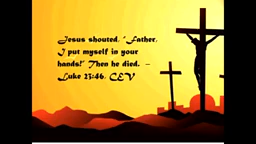 Jesus shouted, "Father,
I put myself in your
hands!" Then he died. –
Luke 23:46, CEV